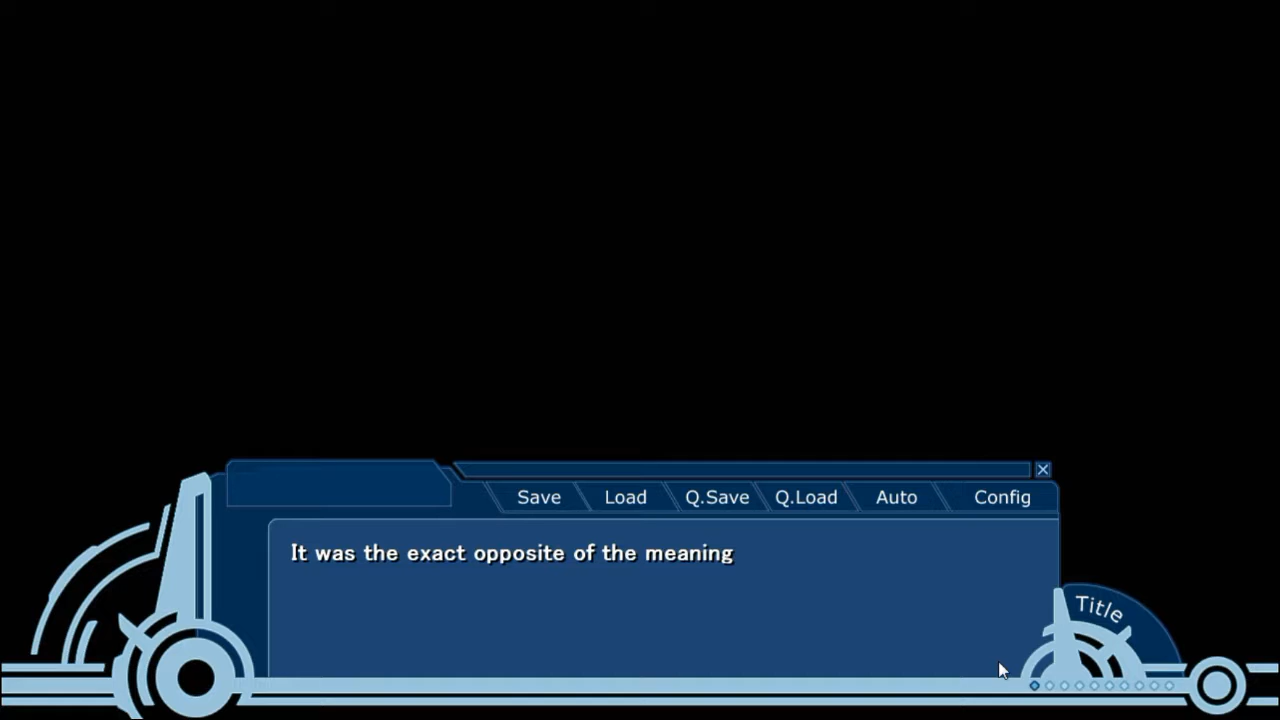 Save Load Q.Save Q.Load Auto Config
It was the exact opposite of the meaning
Title